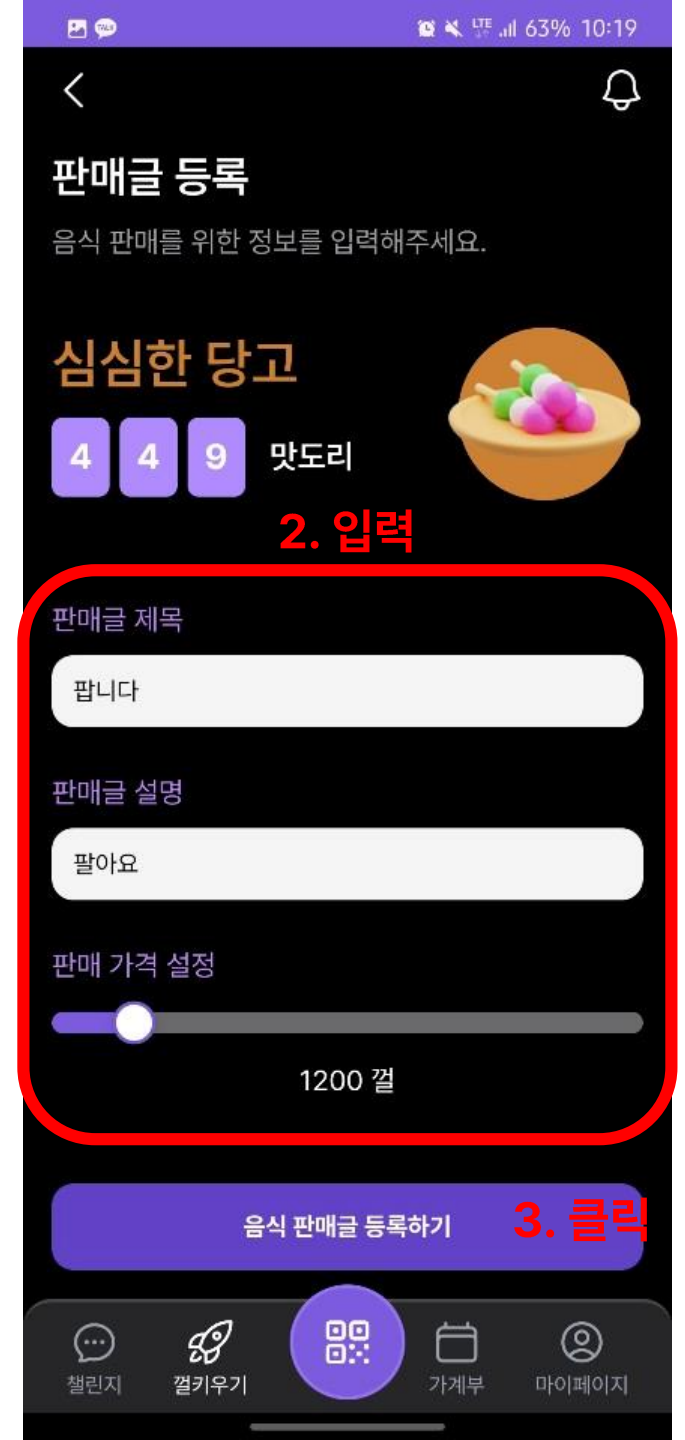 TALK LTE 63% 10:19
판매글 등록
음식 판매를 위한 정보를 입력해주세요.
심심한 당고
4 4 9 맛도리
2. 입력
판매글 제목
팝니다
판매글 설명
팔아요
판매 가격 설정
1200 껄
음식 판매글 등록하기 3. 클릭
챌린지 껄키우기 가계부 마이페이지